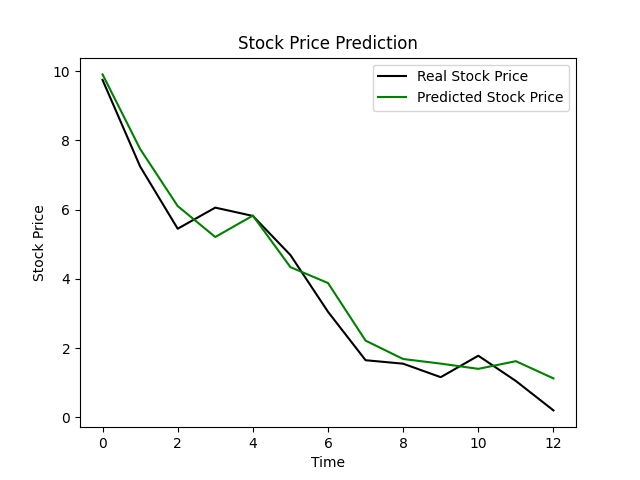 Stock Price Prediction
Real Stock Price
Predicted Stock Price
Stock Price
10
8
6
4
2
0
0 2 4 6 8 10 12
Time